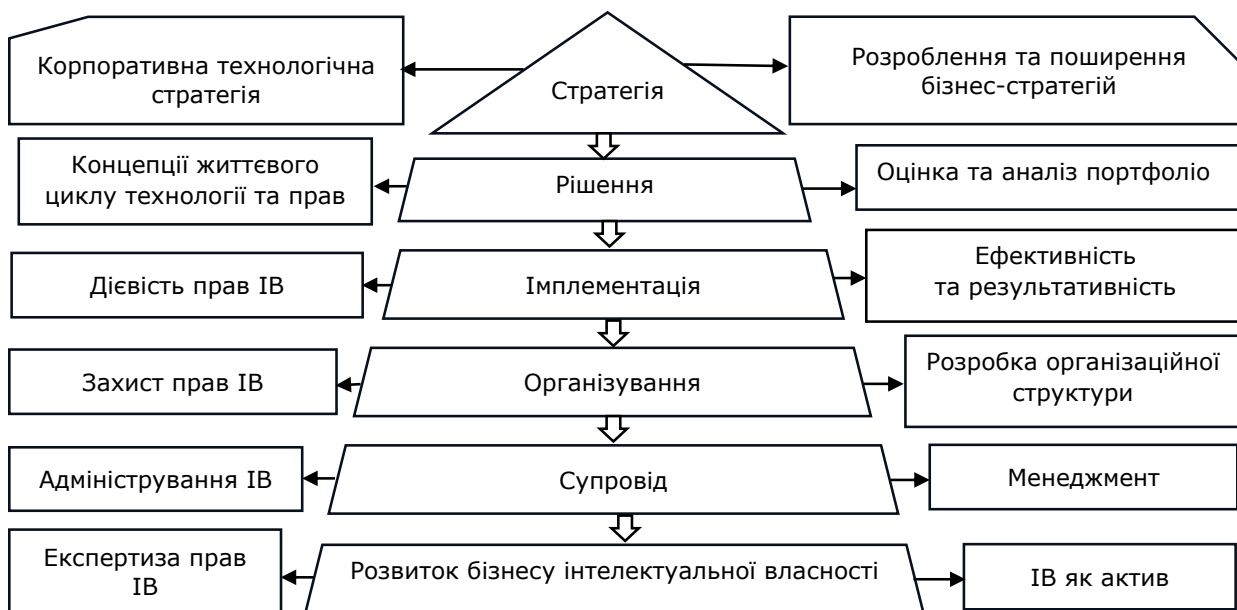 Корпоративна технологічна
стратегія
Стратегія
Розроблення та поширення
бізнес-стратегій
Концепції життєвого
циклу технології та прав
Рішення
Оцінка та аналіз портфоліо
Дієвість прав ІВ
Імплементація
Ефективність
та результативність
Захист прав ІВ
Організування
Розробка організаційної
структури
Адміністрування ІВ
Супровід
Менеджмент
Експертиза прав
ІВ
Розвиток бізнесу інтелектуальної власності
ІВ як актив